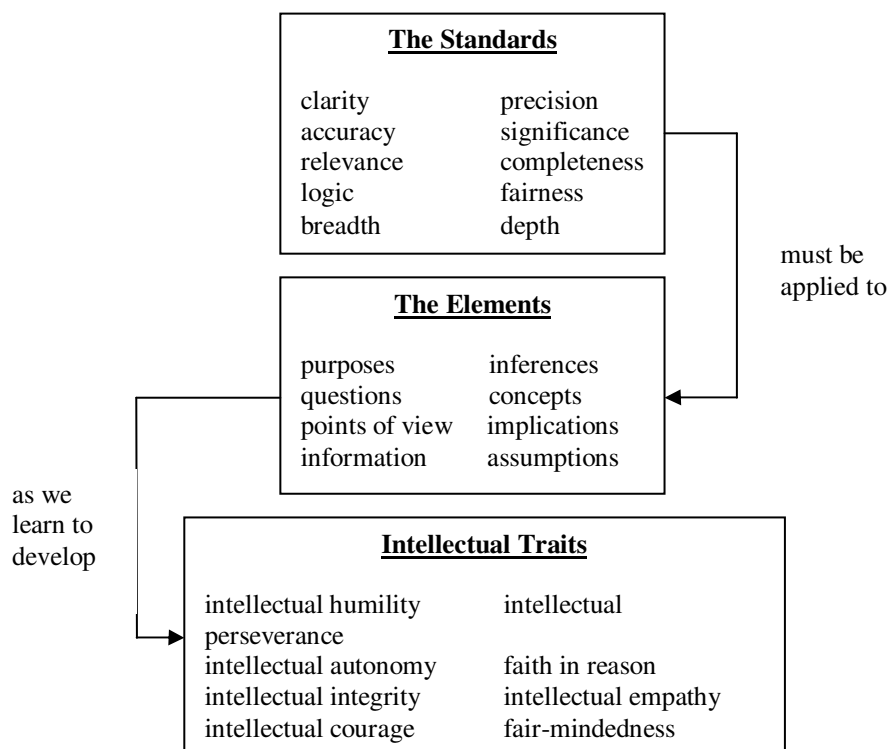 The Standards
clarity precision
accuracy significance
relevance completeness
logic fairness
breadth depth
must be
applied to
The Elements
purposes inferences
questions concepts
points of view implications
information assumptions
as we
learn to
develop
Intellectual Traits
intellectual humility intellectual
perseverance
intellectual autonomy faith in reason
intellectual integrity intellectual empathy
intellectual courage fair-mindedness